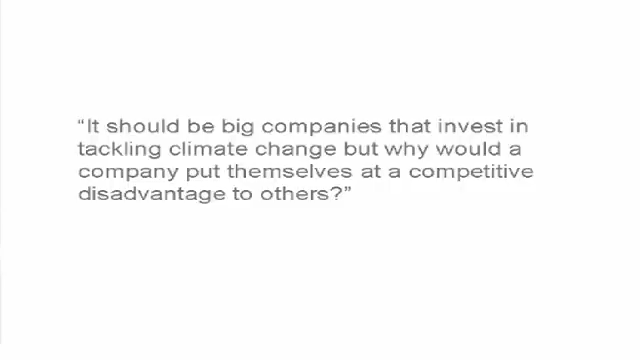 “It should be big companies that invest in
tackling climate change but why would a
company put themselves at a competitive
disadvantage to others?”